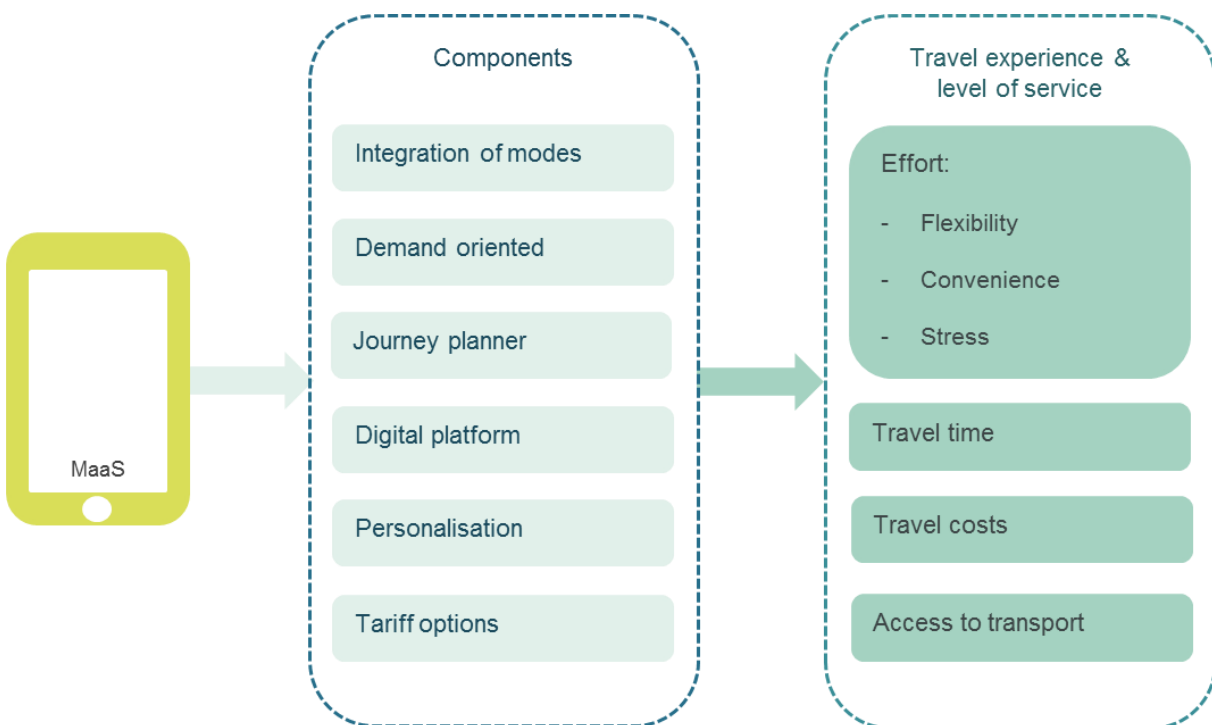 MaaS
Components
Integration of modes
Demand oriented
Journey planner
Digital platform
Personalisation
Tariff options
Travel experience &
level of service
Effort:
- Flexibility
- Convenience
- Stress
Travel time
Travel costs
Access to transport